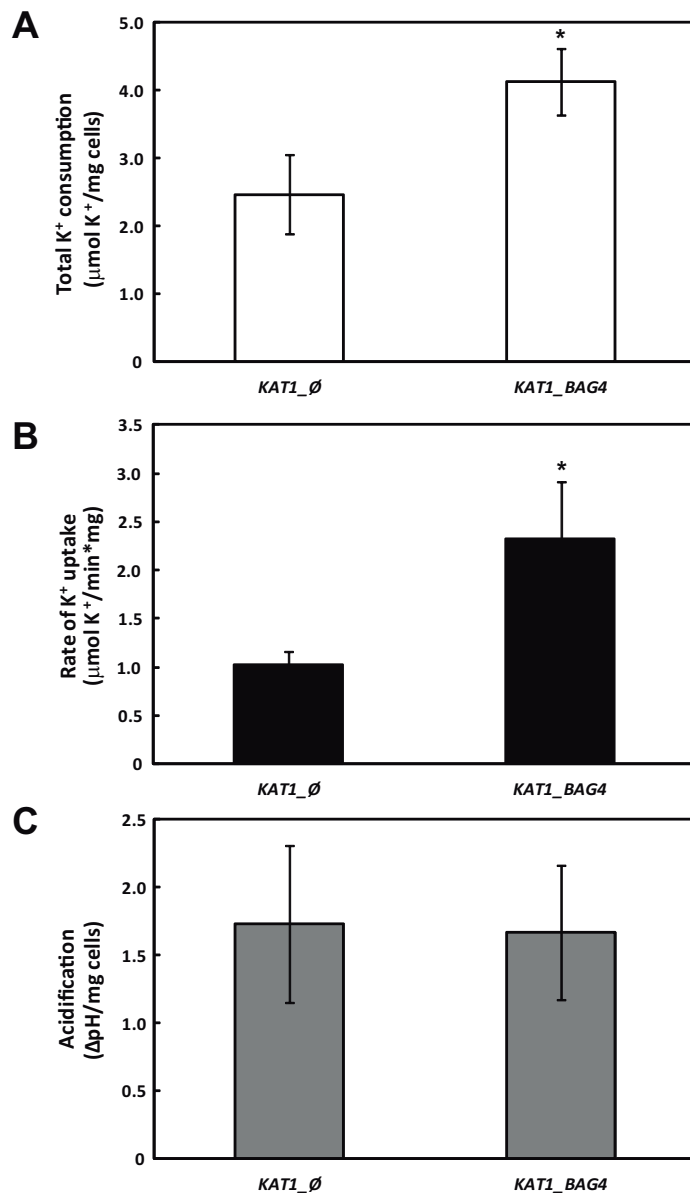 A
Total K⁺ consumption
(μmol K⁺/mg cells)
5.0
4.0
3.0
2.0
1.0
0
*
KAT1_Ø
KAT1_BAG4
B
Rate of K⁺ uptake
(μmol K⁺/min*mg)
3.5
3.0
2.5
2.0
1.5
1.0
0.5
0
*
KAT1_Ø
KAT1_BAG4
C
Acidification
(ΔpH/mg cells)
2.5
2.0
1.5
1.0
0.5
0
KAT1_Ø
KAT1_BAG4